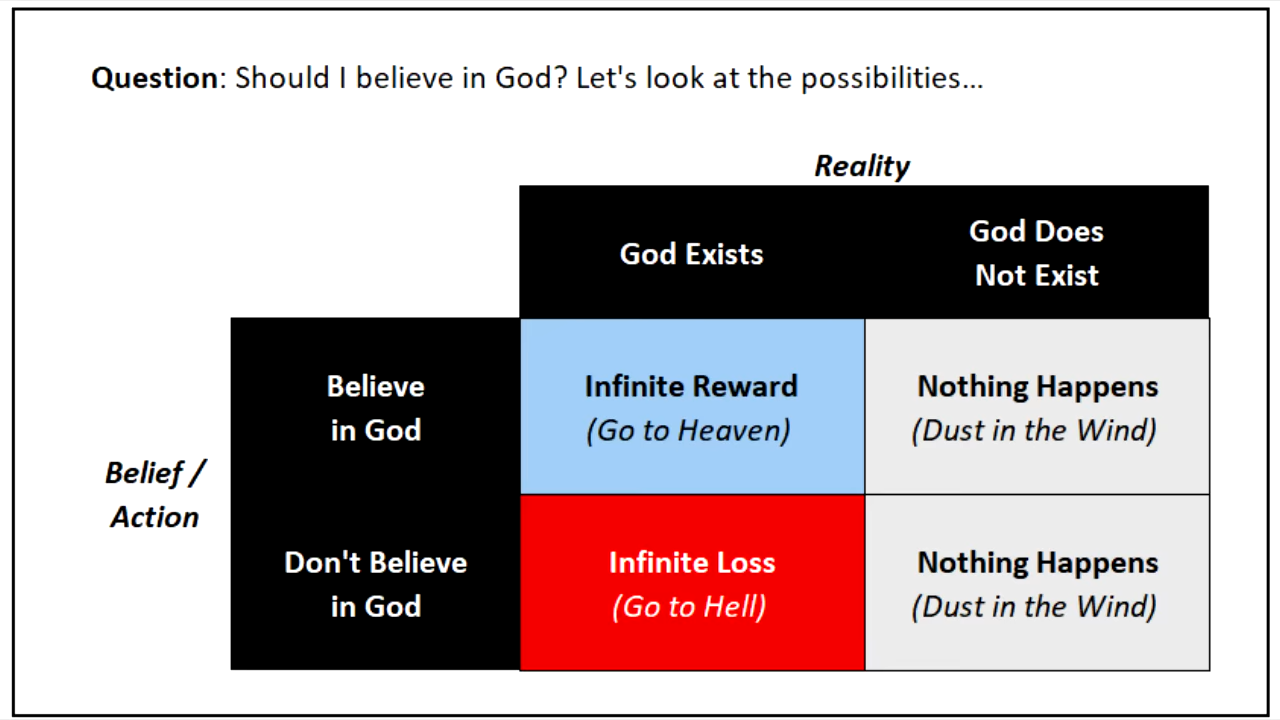 Question: Should I believe in God? Let's look at the possibilities...
Reality
God Exists
God Does
Not Exist
Believe
in God
Infinite Reward
(Go to Heaven)
Nothing Happens
(Dust in the Wind)
Belief /
Action
Don't Believe
in God
Infinite Loss
(Go to Hell)
Nothing Happens
(Dust in the Wind)